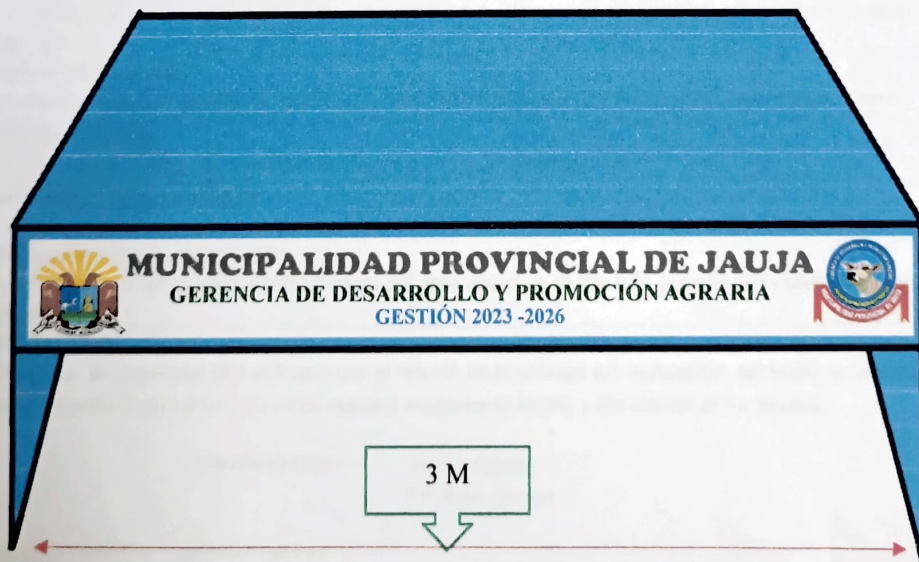 MUNICIPALIDAD PROVINCIAL DE JAUJA
GERENCIA DE DESARROLLO Y PROMOCIÓN AGRARIA
GESTIÓN 2023 -2026
3 M